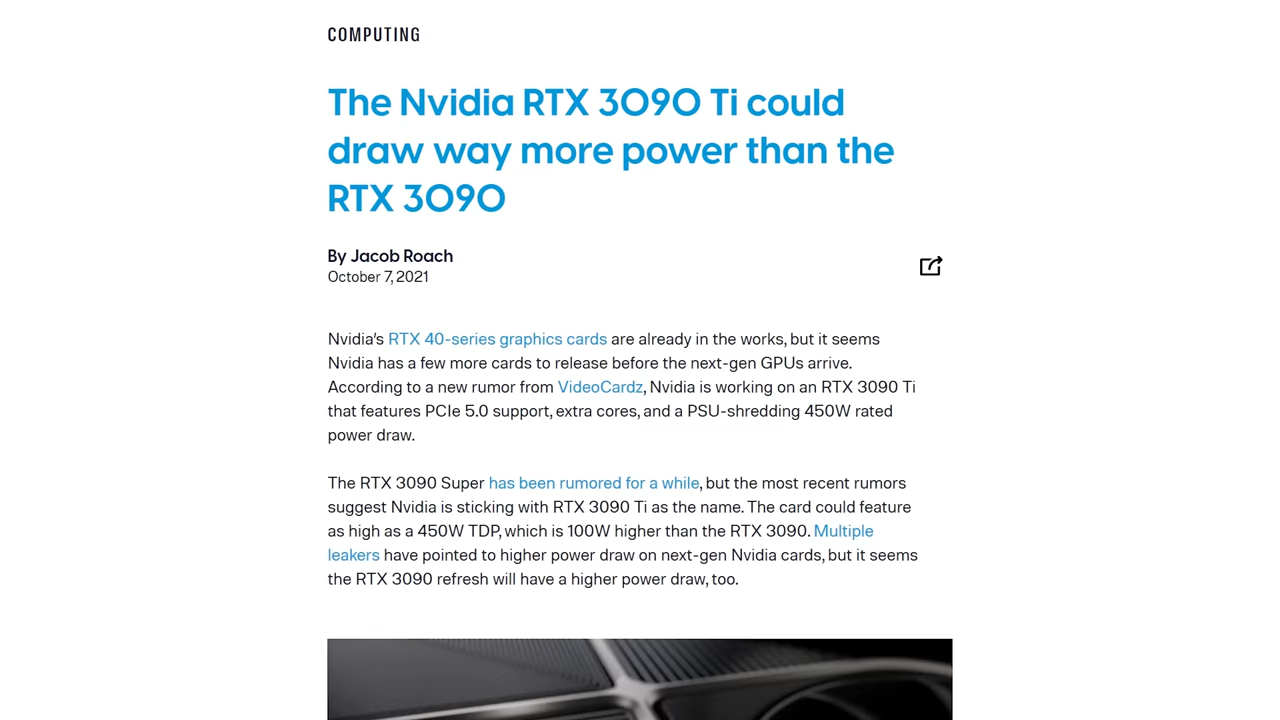 COMPUTING
The Nvidia RTX 3090 Ti could
draw way more power than the
RTX 3090
By Jacob Roach
October 7, 2021
Nvidia's RTX 40-series graphics cards are already in the works, but it seems
Nvidia has a few more cards to release before the next-gen GPUs arrive.
According to a new rumor from VideoCardz, Nvidia is working on an RTX 3090 Ti
that features PCIe 5.0 support, extra cores, and a PSU-shredding 450W rated
power draw.
The RTX 3090 Super has been rumored for a while, but the most recent rumors
suggest Nvidia is sticking with RTX 3090 Ti as the name. The card could feature
as high as a 450W TDP, which is 100W higher than the RTX 3090. Multiple
leakers have pointed to higher power draw on next-gen Nvidia cards, but it seems
the RTX 3090 refresh will have a higher power draw, too.